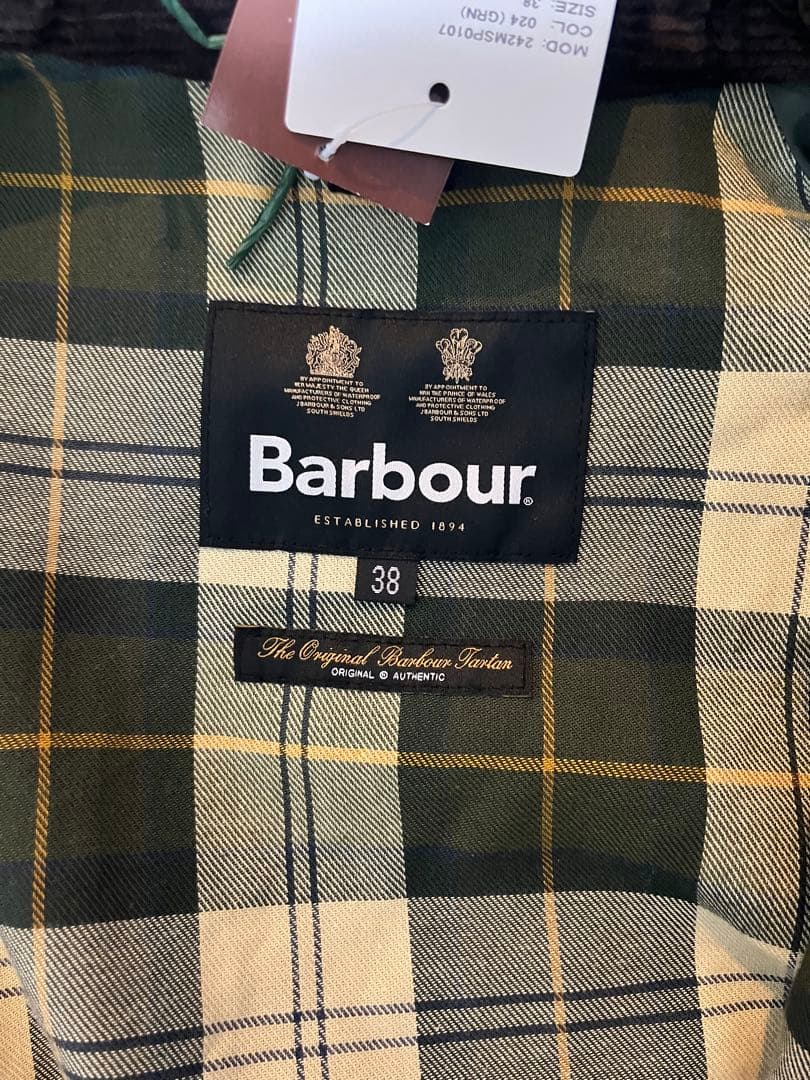 MOD: 242MSP0107
COL: 024 (GRN)
SIZE: 38
BY APPOINTMENT TO
HER MAJESTY THE QUEEN
MANUFACTURERS OF WATERPROOF
AND PROTECTIVE CLOTHING
J BARBOUR & SONS LTD
SOUTH SHIELDS
BY APPOINTMENT TO
HRH THE PRINCE OF WALES
MANUFACTURERS OF WATERPROOF
AND PROTECTIVE CLOTHING
J BARBOUR & SONS LTD
SOUTH SHIELDS
Barbour®
ESTABLISHED 1894
38
The Original Barbour Tartan
ORIGINAL ® AUTHENTIC